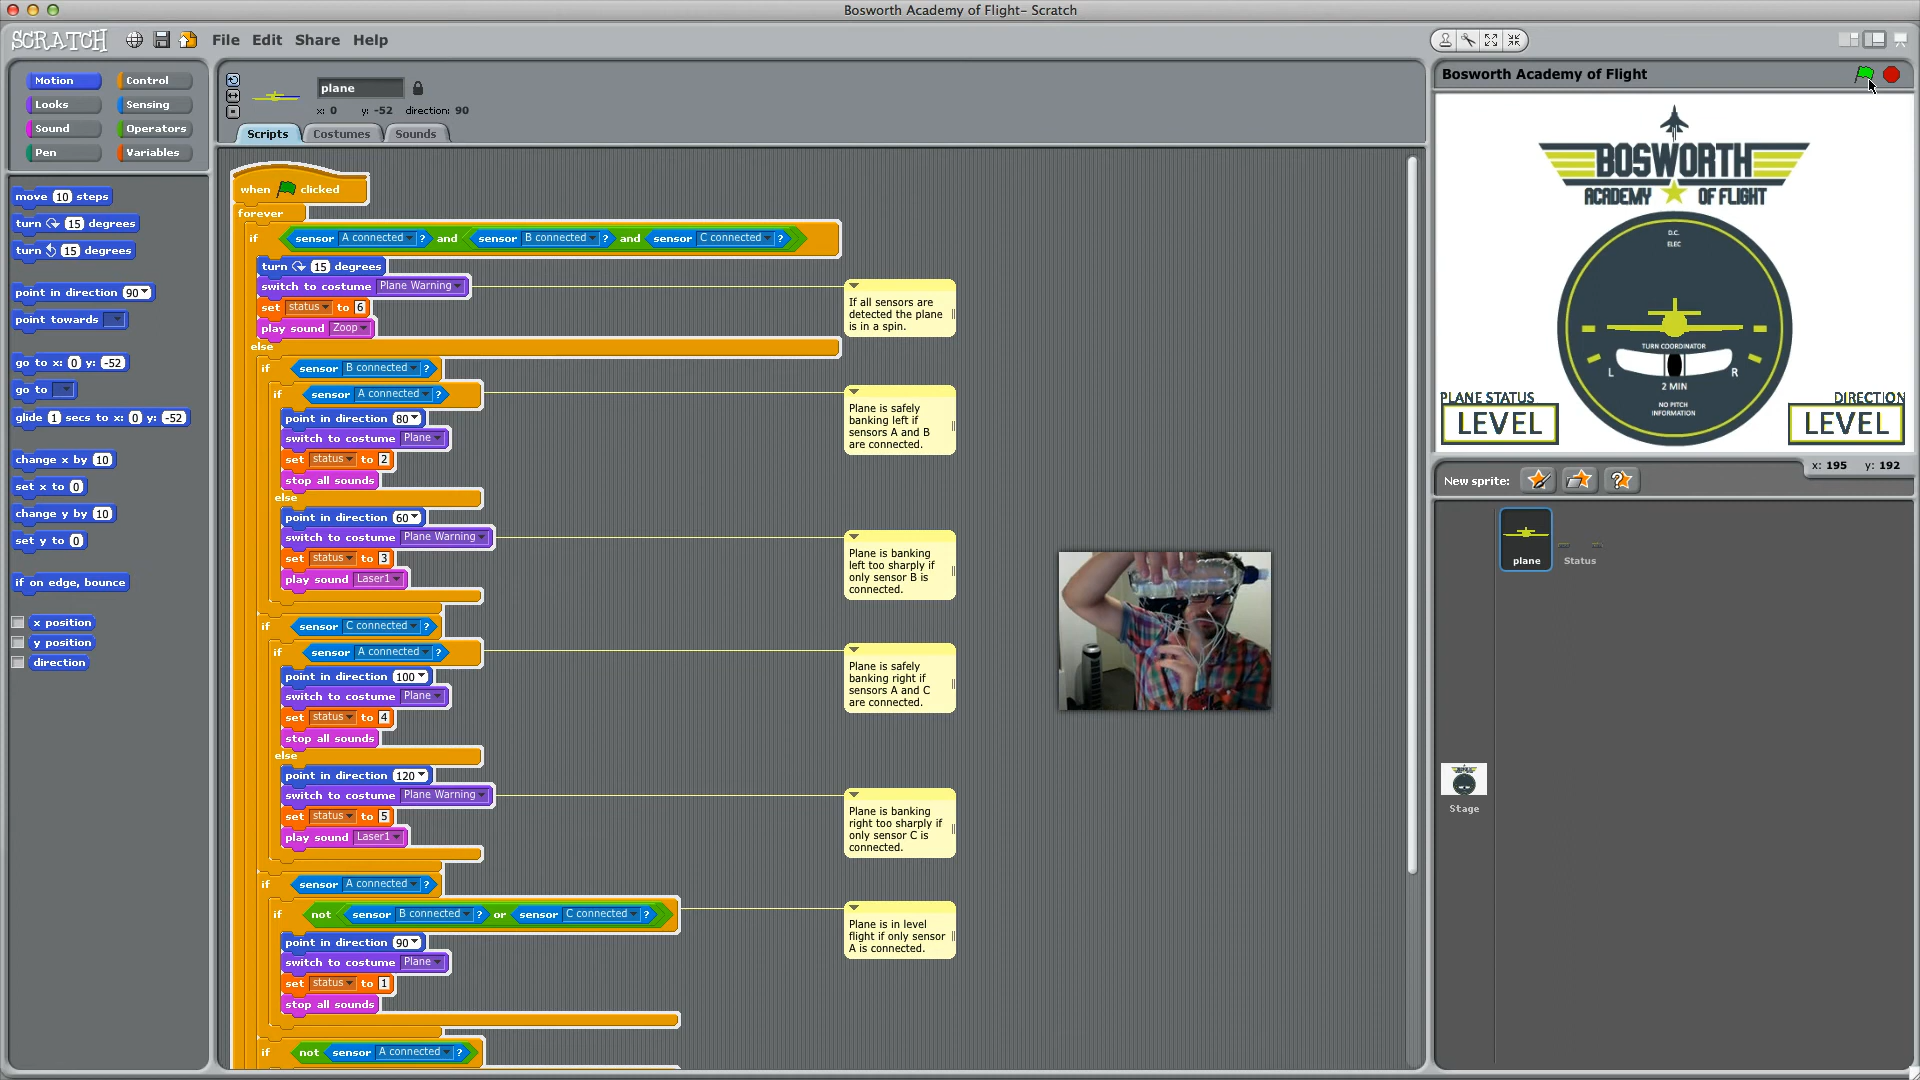 Bosworth Academy of Flight- Scratch
SCRATCH
File Edit Share Help
Motion Control
Looks Sensing
Sound Operators
Pen Variables
move 10 steps
turn 15 degrees
turn 15 degrees
point in direction 90
point towards
go to x: 0 y: -52
go to
glide 1 secs to x: 0 y: -52
change x by 10
set x to 0
change y by 10
set y to 0
if on edge, bounce
x position
y position
direction
plane
x: 0 y: -52 direction: 90
Scripts Costumes Sounds
when clicked
forever
if sensor A connected ? and sensor B connected ? and sensor C connected ?
turn 15 degrees
switch to costume Plane Warning
set status to 6
play sound Zoop
else
if sensor B connected ?
if sensor A connected ?
point in direction 80
switch to costume Plane
set status to 2
stop all sounds
else
point in direction 60
switch to costume Plane Warning
set status to 3
play sound Laser1
if sensor C connected ?
if sensor A connected ?
point in direction 100
switch to costume Plane
set status to 4
stop all sounds
else
point in direction 120
switch to costume Plane Warning
set status to 5
play sound Laser1
if sensor A connected ?
if not sensor B connected ? or sensor C connected ?
point in direction 90
switch to costume Plane
set status to 1
stop all sounds
if not sensor A connected ?
If all sensors are
detected the plane
is in a spin.
Plane is safely
banking left if
sensors A and B
are connected.
Plane is banking
left too sharply if
only sensor B is
connected.
Plane is safely
banking right if
sensors A and C
are connected.
Plane is banking
right too sharply if
only sensor C is
connected.
Plane is in level
flight if only sensor
A is connected.
Bosworth Academy of Flight
BOSWORTH
ACADEMY OF FLIGHT
D.C.
ELEC
TURN COORDINATOR
L R
2 MIN
NO PITCH
INFORMATION
PLANE STATUS
LEVEL
DIRECTION
LEVEL
x: 195 y: 192
New sprite:
plane
Status
Stage